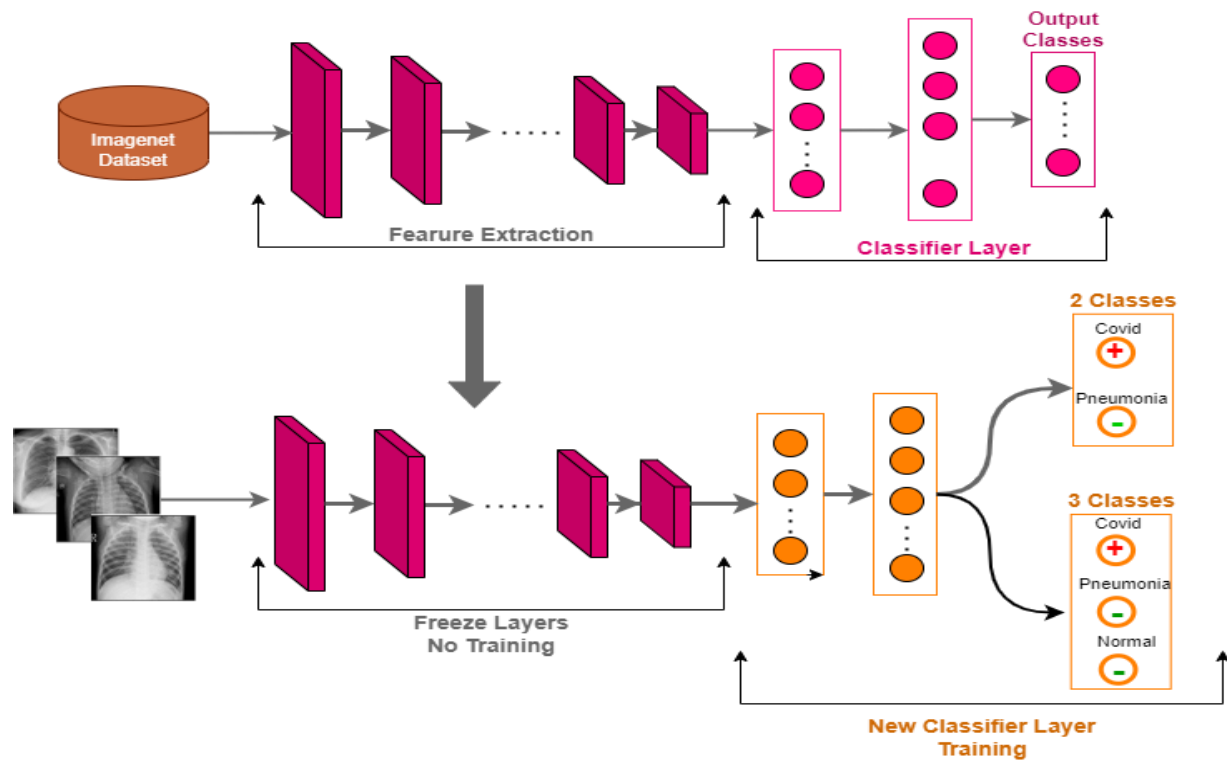 Output
Classes
Imagenet
Dataset
Fearure Extraction
Classifier Layer
2 Classes
Covid
+
Pneumonia
-
3 Classes
Covid
+
Pneumonia
-
Normal
-
R
Freeze Layers
No Training
New Classifier Layer
Training